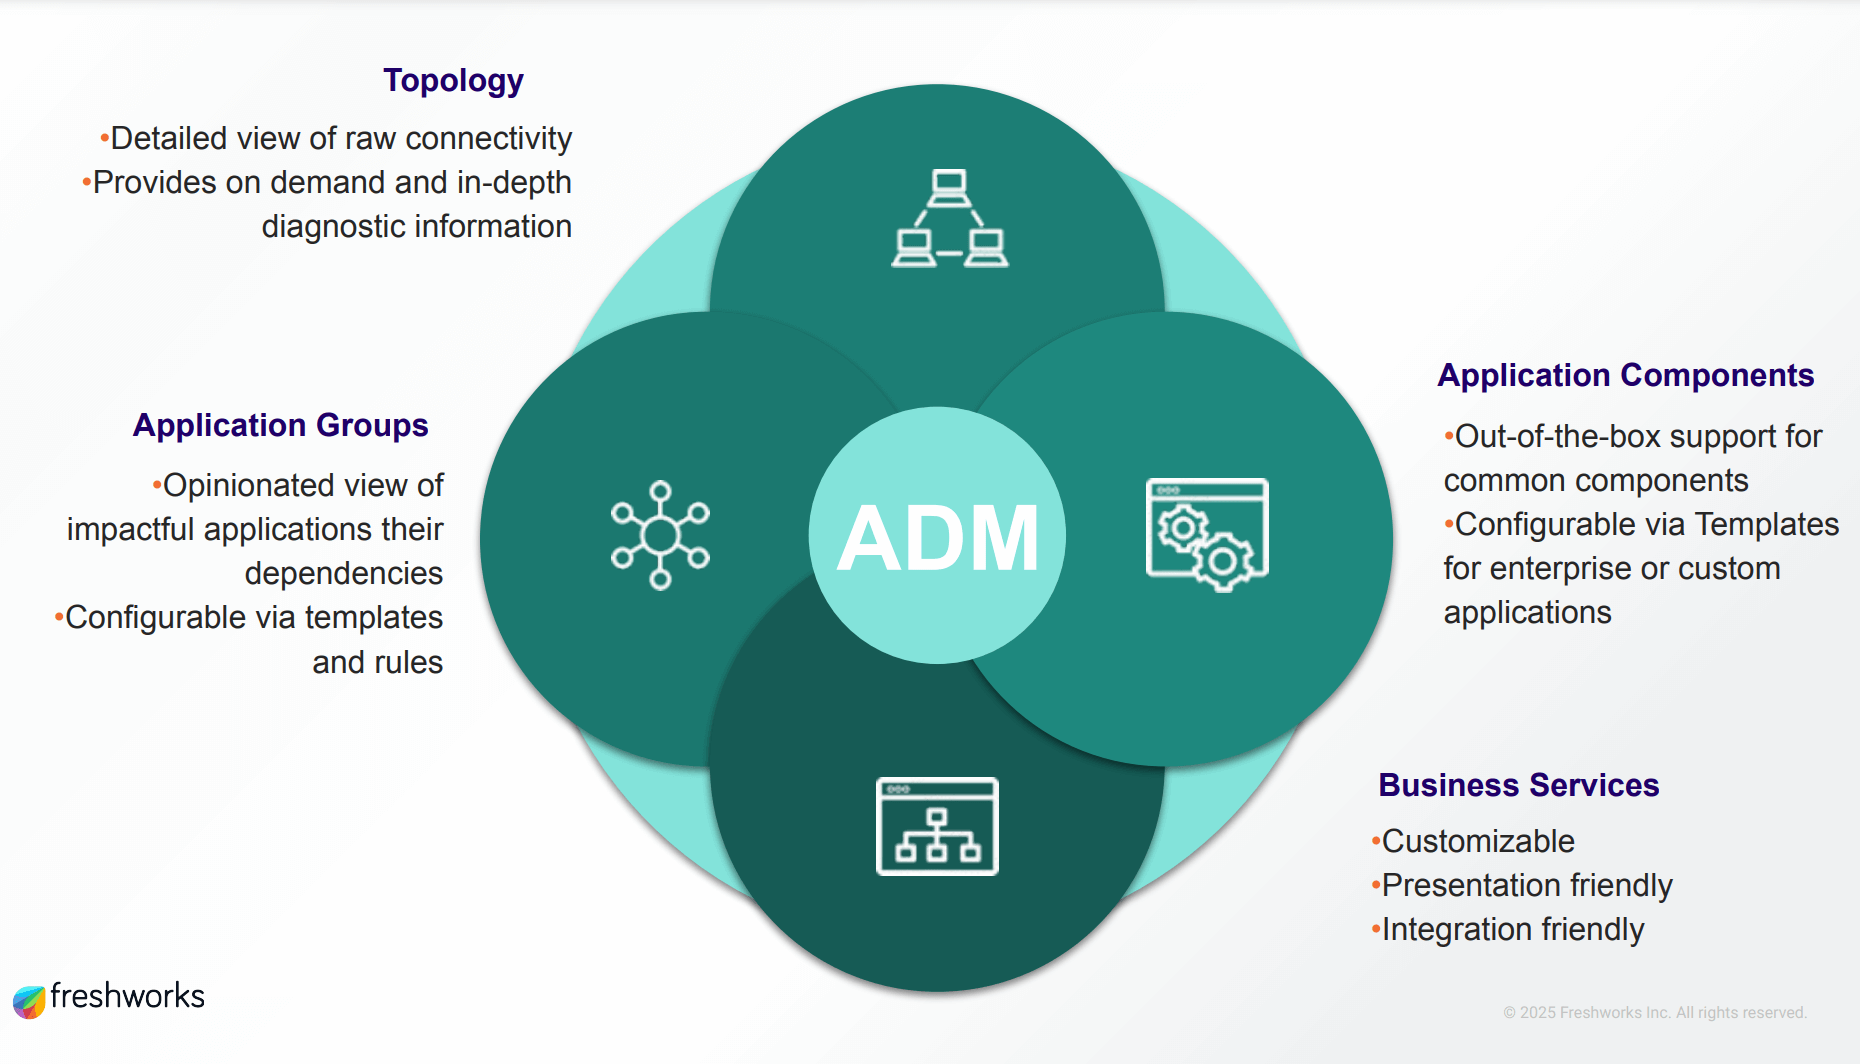 Topology
•Detailed view of raw connectivity
•Provides on demand and in-depth
diagnostic information
Application Groups
•Opinionated view of
impactful applications their
dependencies
•Configurable via templates
and rules
ADM
Application Components
•Out-of-the-box support for
common components
•Configurable via Templates
for enterprise or custom
applications
Business Services
•Customizable
•Presentation friendly
•Integration friendly
freshworks
© 2025 Freshworks Inc. All rights reserved.